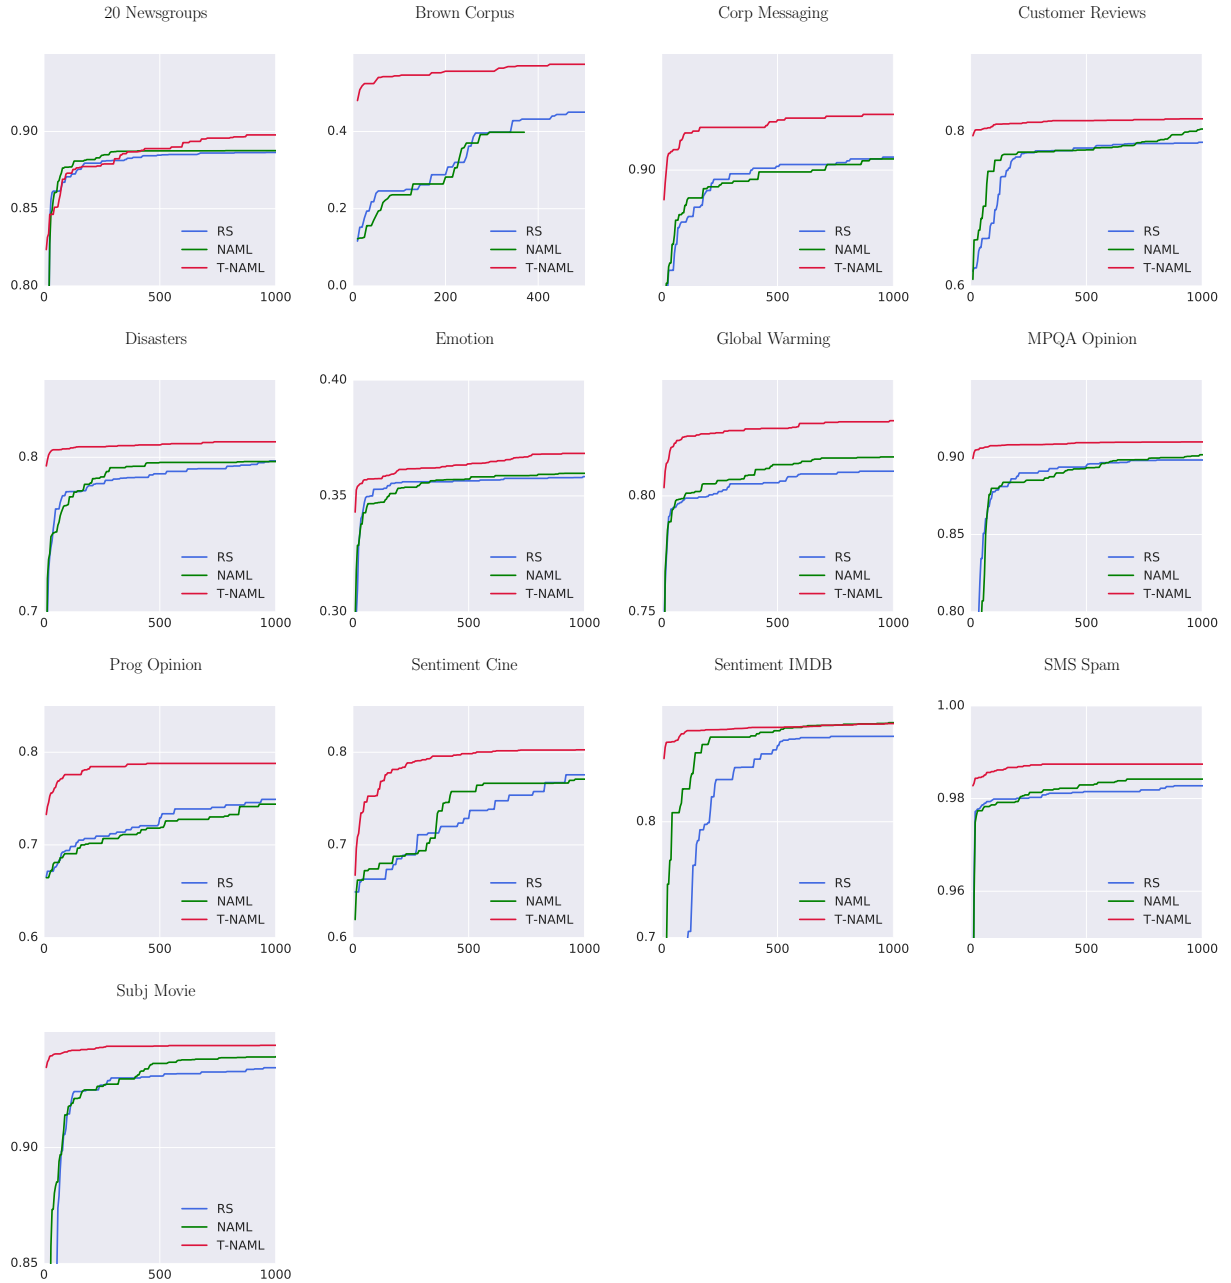 20 Newsgroups Brown Corpus Corp Messaging Customer Reviews
0.90 0.4 0.90 0.8
0.85 0.2
RS RS RS RS
NAML NAML NAML NAML
T-NAML T-NAML T-NAML T-NAML
0.80 0.0 0.6
0 500 1000 0 200 400 0 500 1000 0 500 1000
Disasters Emotion Global Warming MPQA Opinion
0.40
0.8 0.90
0.35 0.80
0.85
RS RS RS RS
NAML NAML NAML NAML
T-NAML T-NAML T-NAML T-NAML
0.7 0.30 0.75 0.80
0 500 1000 0 500 1000 0 500 1000 0 500 1000
Prog Opinion Sentiment Cine Sentiment IMDB SMS Spam
1.00
0.8 0.8
0.98
0.8
0.7 0.7
RS RS RS RS
0.96
NAML NAML NAML NAML
T-NAML T-NAML T-NAML T-NAML
0.6 0.6 0.7
0 500 1000 0 500 1000 0 500 1000 0 500 1000
Subj Movie
0.90
RS
NAML
T-NAML
0.85
0 500 1000